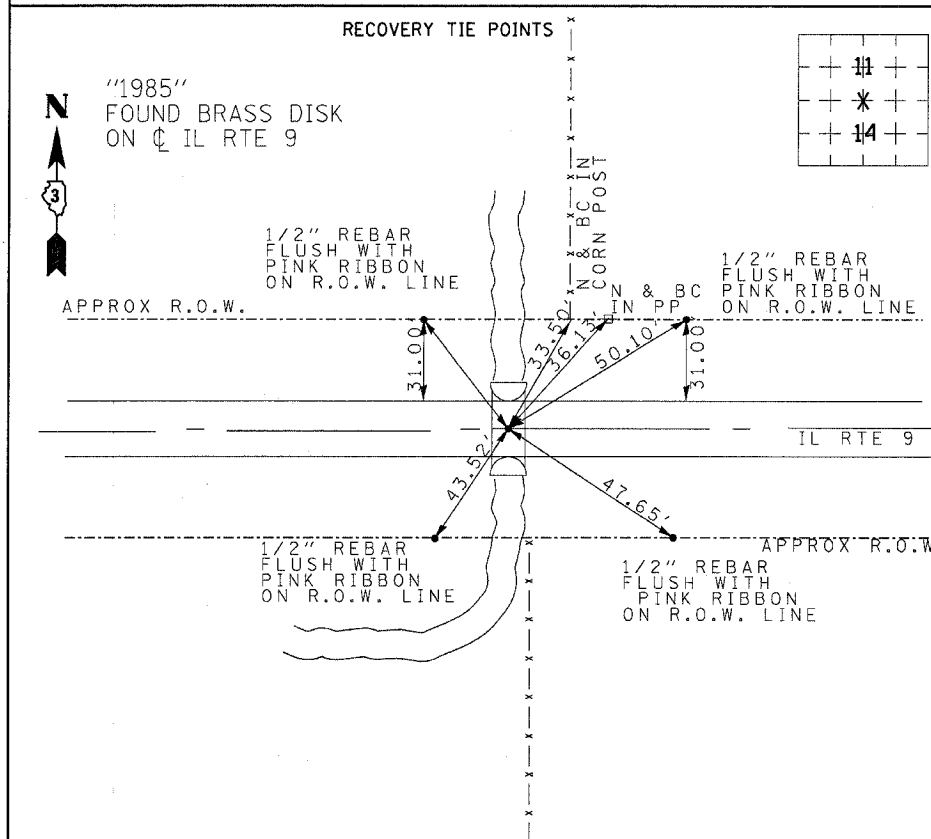 RECOVERY TIE POINTS
"1985"
FOUND BRASS DISK
ON ℄ IL RTE 9
N
3
11
14
1/2" REBAR
FLUSH WITH
PINK RIBBON
ON R.O.W. LINE
N & BC IN
CORN POST
N & BC
IN PP
1/2" REBAR
FLUSH WITH
PINK RIBBON
ON R.O.W. LINE
APPROX R.O.W.
31.00
33.50'
36.13'
50.10'
31.00
IL RTE 9
43.52'
47.65'
APPROX R.O.W
1/2" REBAR
FLUSH WITH
PINK RIBBON
ON R.O.W. LINE
1/2" REBAR
FLUSH WITH
PINK RIBBON
ON R.O.W. LINE